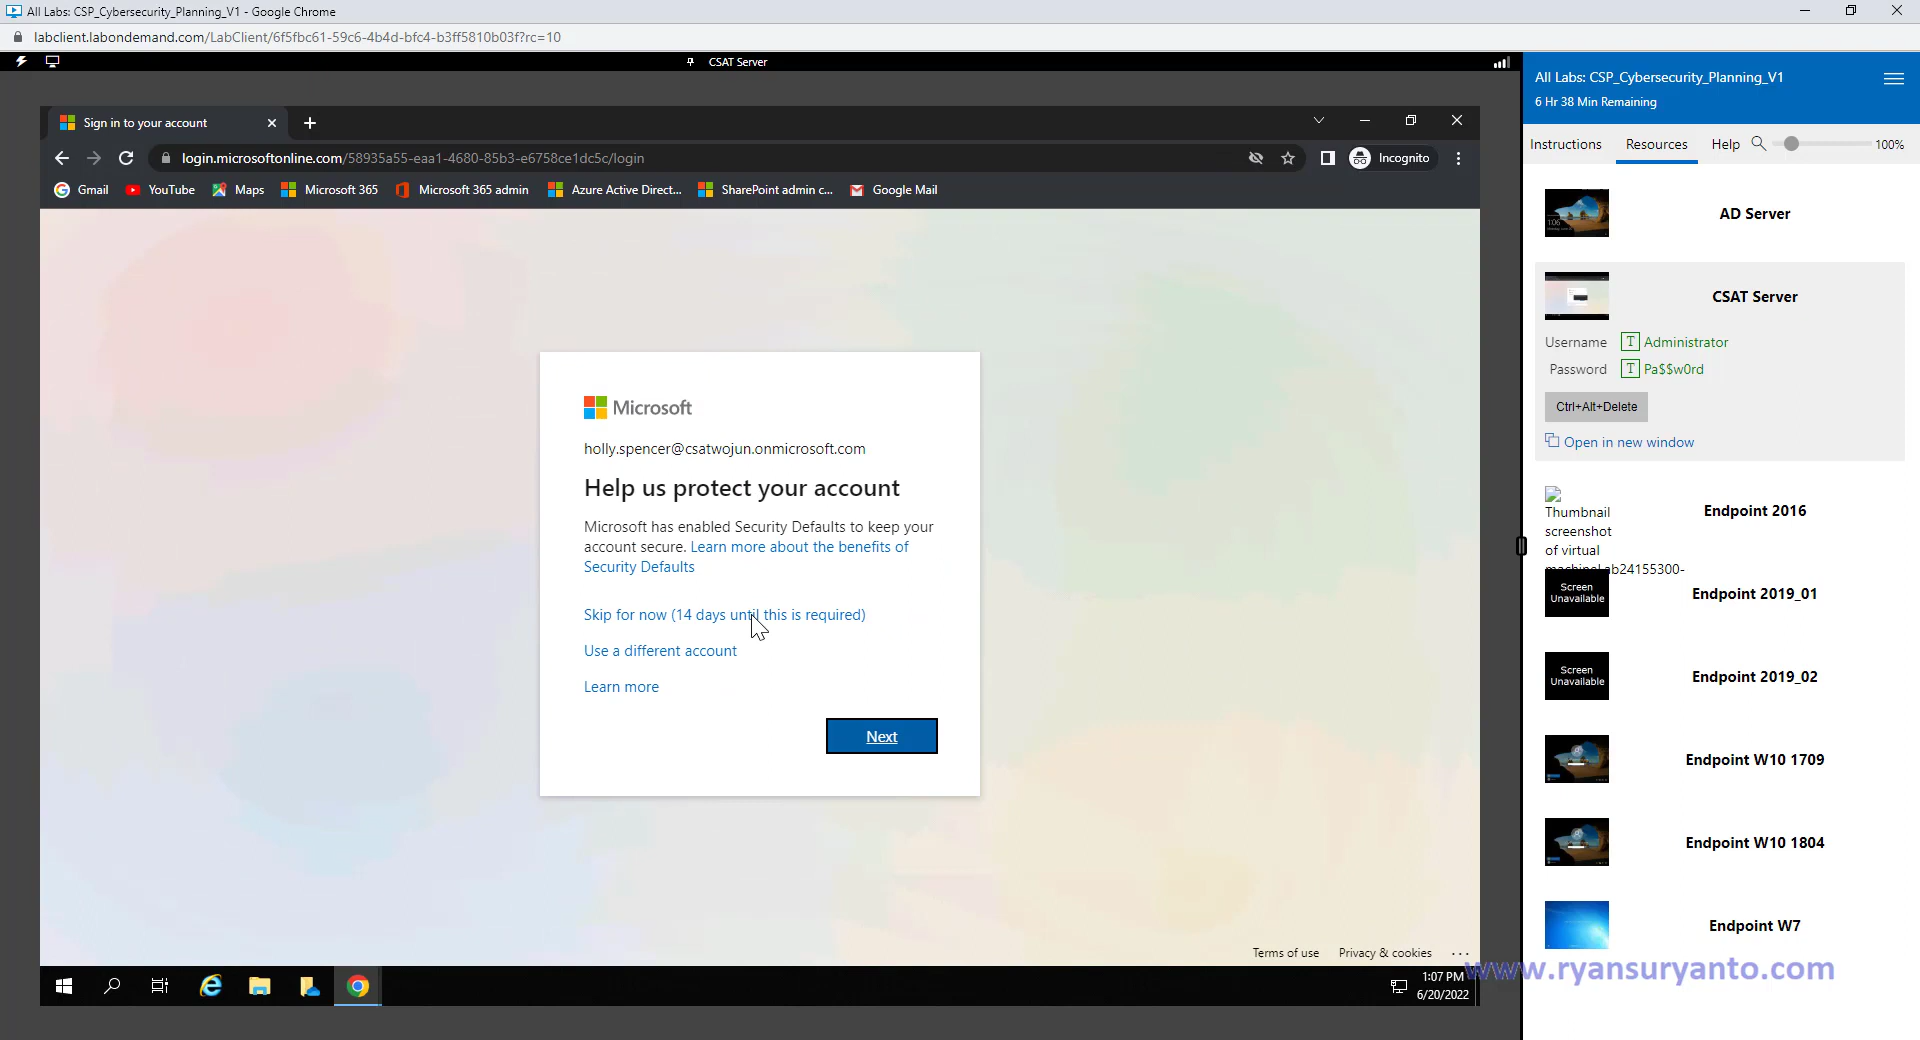 All Labs: CSP_Cybersecurity_Planning_V1 - Google Chrome
labclient.labondemand.com/LabClient/6f5fbc61-59c6-4b4d-bfc4-b3ff5810b03f?rc=10
CSAT Server
Sign in to your account
login.microsoftonline.com/58935a55-eaa1-4680-85b3-e6758ce1dc5c/login
Incognito
Gmail
YouTube
Maps
Microsoft 365
Microsoft 365 admin
Azure Active Direct...
SharePoint admin c...
Google Mail
Microsoft
holly.spencer@csatwojun.onmicrosoft.com
Help us protect your account
Microsoft has enabled Security Defaults to keep your
account secure. Learn more about the benefits of
Security Defaults
Skip for now (14 days until this is required)
Use a different account
Learn more
Next
Terms of use
Privacy & cookies
1:07 PM
6/20/2022
All Labs: CSP_Cybersecurity_Planning_V1
6 Hr 38 Min Remaining
Instructions
Resources
Help
100%
AD Server
CSAT Server
Username T Administrator
Password T Pa$$w0rd
Ctrl+Alt+Delete
Open in new window
Thumbnail
screenshot
of virtual
Endpoint 2016
Screen
Unavailable
Endpoint 2019_01
Screen
Unavailable
Endpoint 2019_02
Endpoint W10 1709
Endpoint W10 1804
Endpoint W7
www.ryansuryanto.com